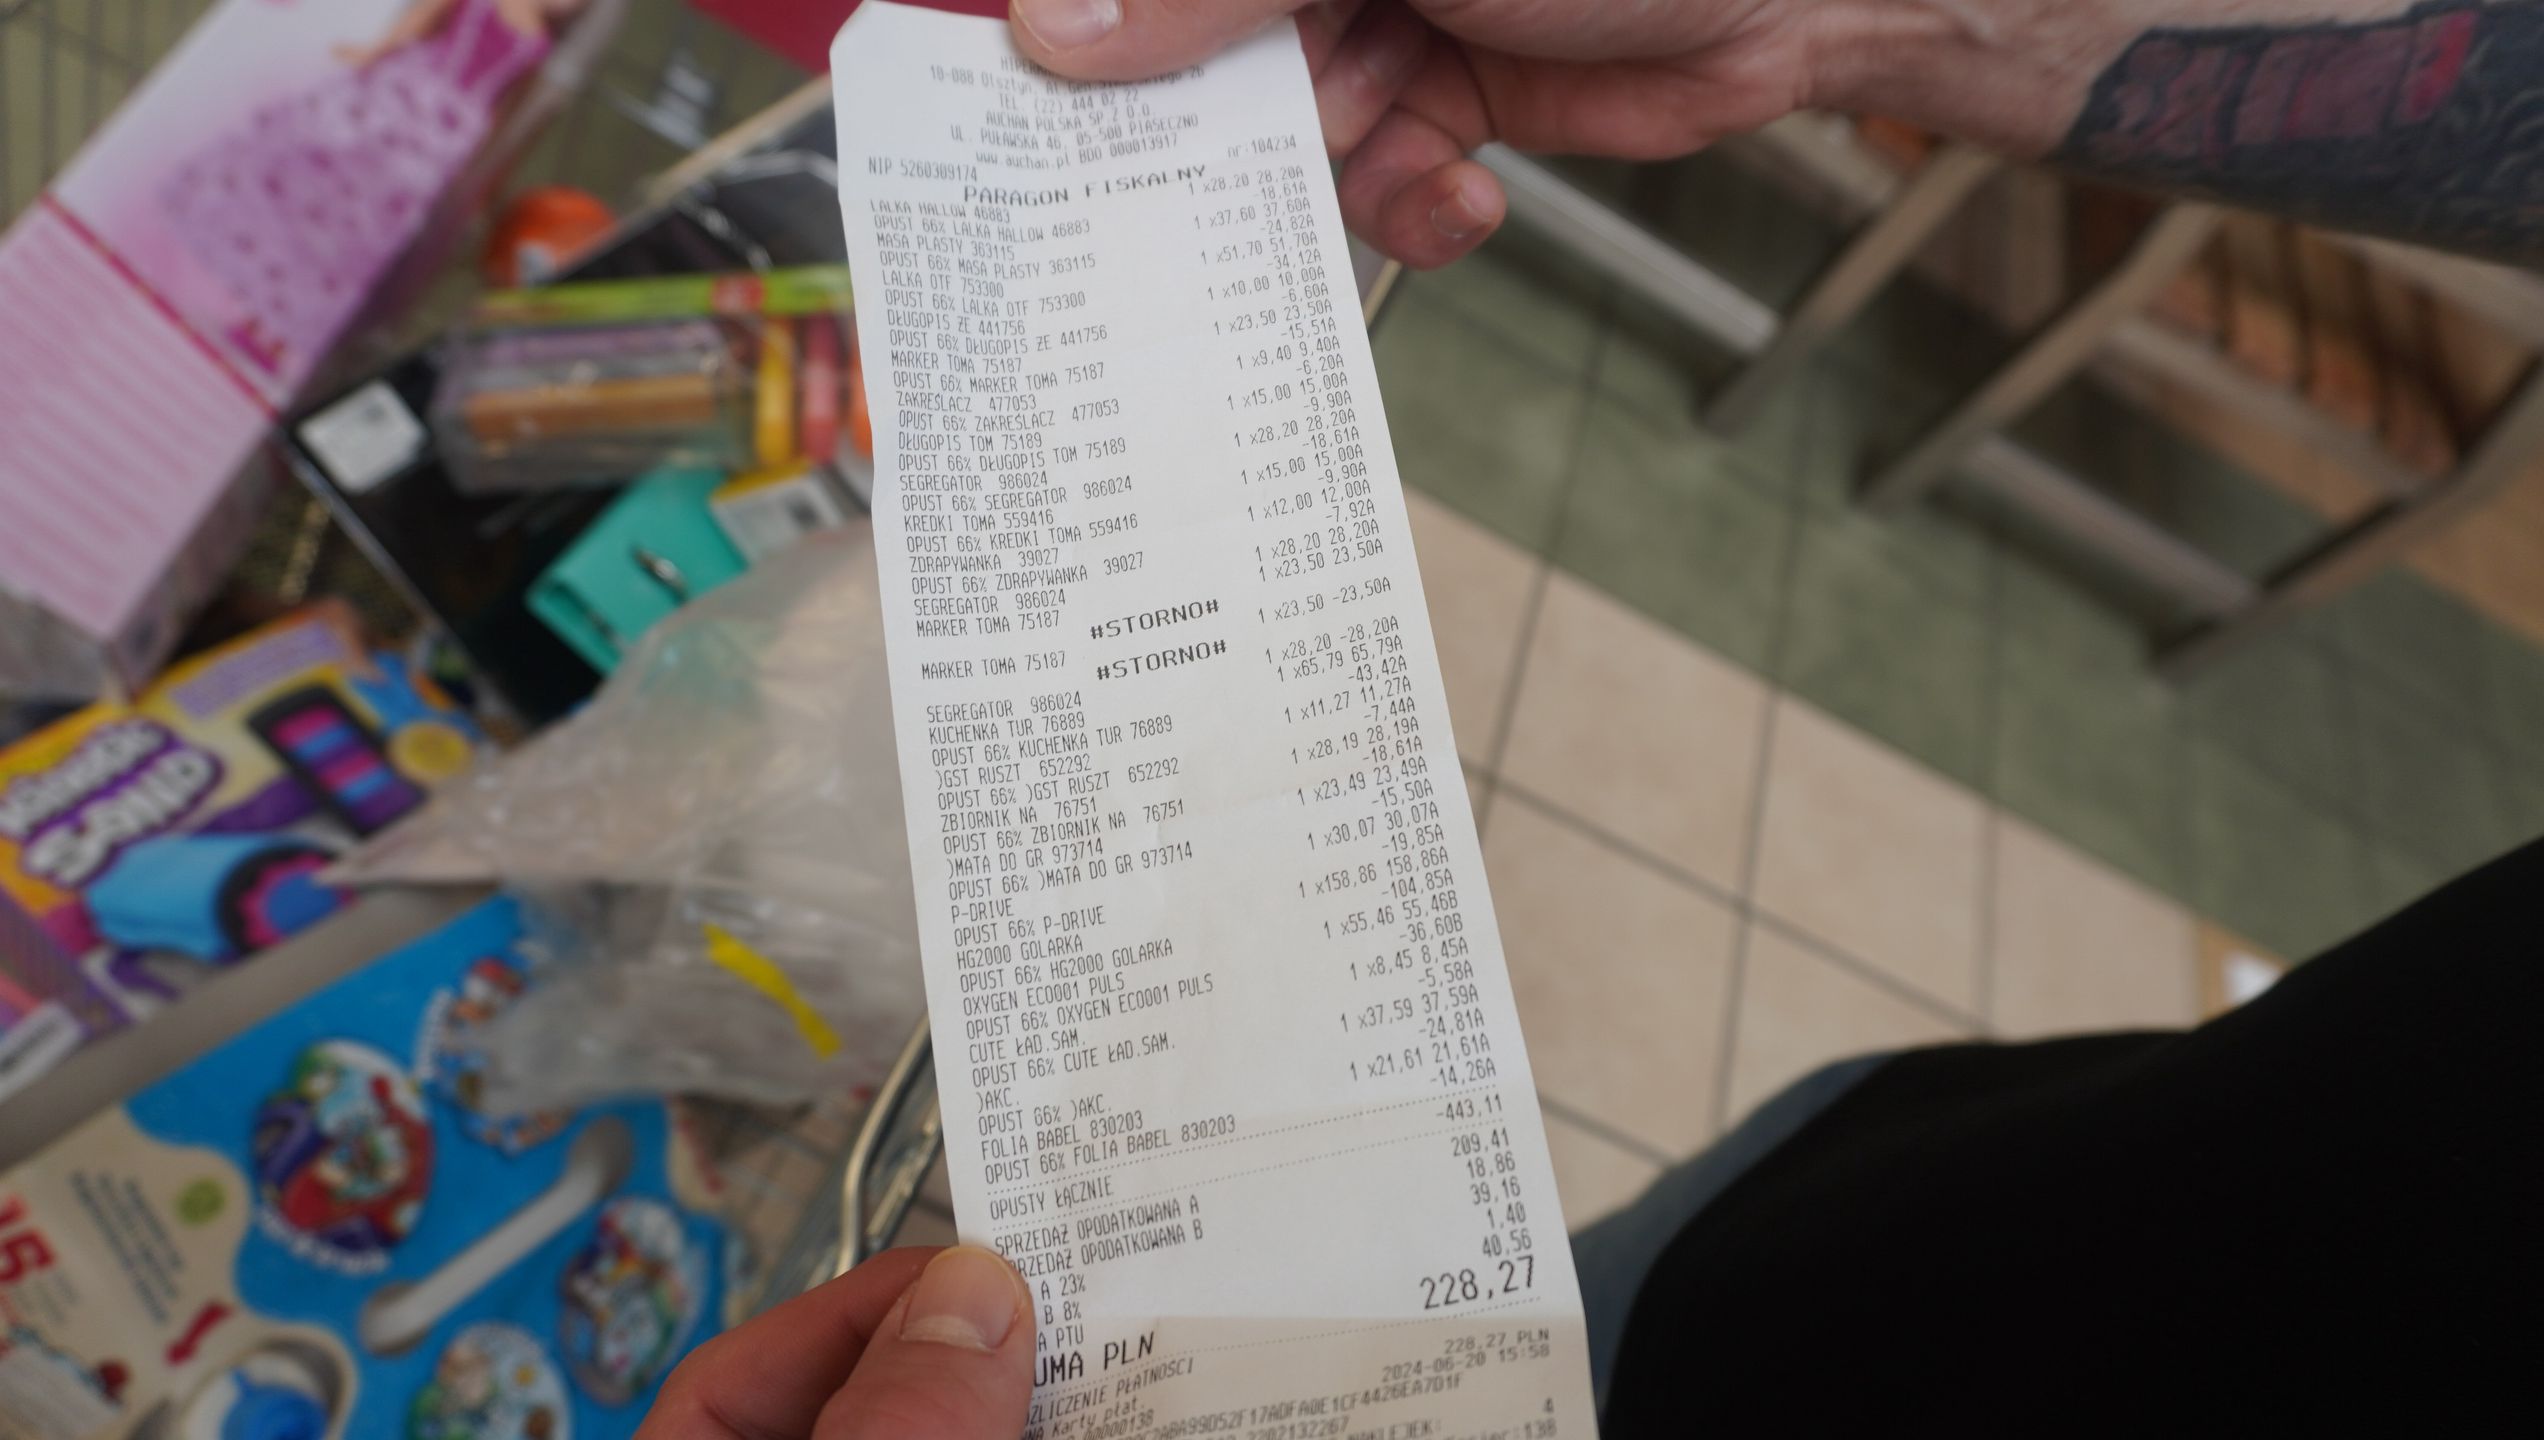 10-088 Olsztyn, Al.Gen.
TEL. (22) 444 02 22
AUCHAN POLSKA SP.Z O.O.
UL. PUŁAWSKA 46, 05-500 PIASECZNO
www.auchan.pl BDO 000013917
NIP 5260309174 nr:104234
PARAGON FISKALNY
LALKA HALLOW 46883 1 x28,20 28,20A
OPUST 66% LALKA HALLOW 46883 -18,61A
MASA PLASTY 363115 1 x37,60 37,60A
OPUST 66% MASA PLASTY 363115 -24,82A
LALKA OTF 753300 1 x51,70 51,70A
OPUST 66% LALKA OTF 753300 -34,12A
DŁUGOPIS ŻE 441756 1 x10,00 10,00A
OPUST 66% DŁUGOPIS ŻE 441756 -6,60A
MARKER TOMA 75187 1 x23,50 23,50A
OPUST 66% MARKER TOMA 75187 -15,51A
ZAKREŚLACZ 477053 1 x9,40 9,40A
OPUST 66% ZAKREŚLACZ 477053 -6,20A
DŁUGOPIS TOM 75189 1 x15,00 15,00A
OPUST 66% DŁUGOPIS TOM 75189 -9,90A
SEGREGATOR 986024 1 x28,20 28,20A
OPUST 66% SEGREGATOR 986024 -18,61A
KREDKI TOMA 559416 1 x15,00 15,00A
OPUST 66% KREDKI TOMA 559416 -9,90A
ZDRAPYWANKA 39027 1 x12,00 12,00A
OPUST 66% ZDRAPYWANKA 39027 -7,92A
SEGREGATOR 986024 1 x28,20 28,20A
MARKER TOMA 75187 1 x23,50 23,50A
#STORNO#
MARKER TOMA 75187 1 x23,50 -23,50A
#STORNO#
SEGREGATOR 986024 1 x28,20 -28,20A
KUCHENKA TUR 76889 1 x65,79 65,79A
OPUST 66% KUCHENKA TUR 76889 -43,42A
)GST RUSZT 652292 1 x11,27 11,27A
OPUST 66% )GST RUSZT 652292 -7,44A
ZBIORNIK NA 76751 1 x28,19 28,19A
OPUST 66% ZBIORNIK NA 76751 -18,61A
)MATA DO GR 973714 1 x23,49 23,49A
OPUST 66% )MATA DO GR 973714 -15,50A
P-DRIVE 1 x30,07 30,07A
OPUST 66% P-DRIVE -19,85A
HG2000 GOLARKA 1 x158,86 158,86A
OPUST 66% HG2000 GOLARKA -104,85A
OXYGEN ECO001 PULS 1 x55,46 55,46B
OPUST 66% OXYGEN ECO001 PULS -36,60B
CUTE ŁAD.SAM. 1 x8,45 8,45A
OPUST 66% CUTE ŁAD.SAM. -5,58A
)AKC. 1 x37,59 37,59A
OPUST 66% )AKC. -24,81A
FOLIA BABEL 830203 1 x21,61 21,61A
OPUST 66% FOLIA BABEL 830203 -14,26A
OPUSTY ŁĄCZNIE -443,11
SPRZEDAŻ OPODATKOWANA A 209,41
RZEDAŻ OPODATKOWANA B 18,86
A 23% 39,16
B 8% 1,40
A PTU 40,56
UMA PLN 228,27
ZLICZENIE PŁATNOŚCI
Karty płat. 228,27 PLN
00000138 2024-06-20 15:58
4
Kinetic SAND
15